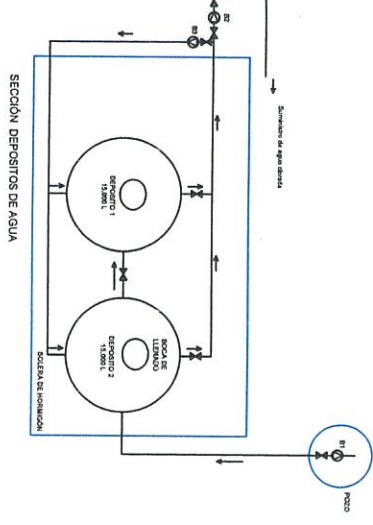 B2
B3
Suministro de agua clorada
DEPOSITO 1
15.000 L
BOCA DE
LLENADO
DEPOSITO 2
15.000 L
SOLERA DE HORMIGÓN
B1
POZO
SECCIÓN DEPOSITOS DE AGUA